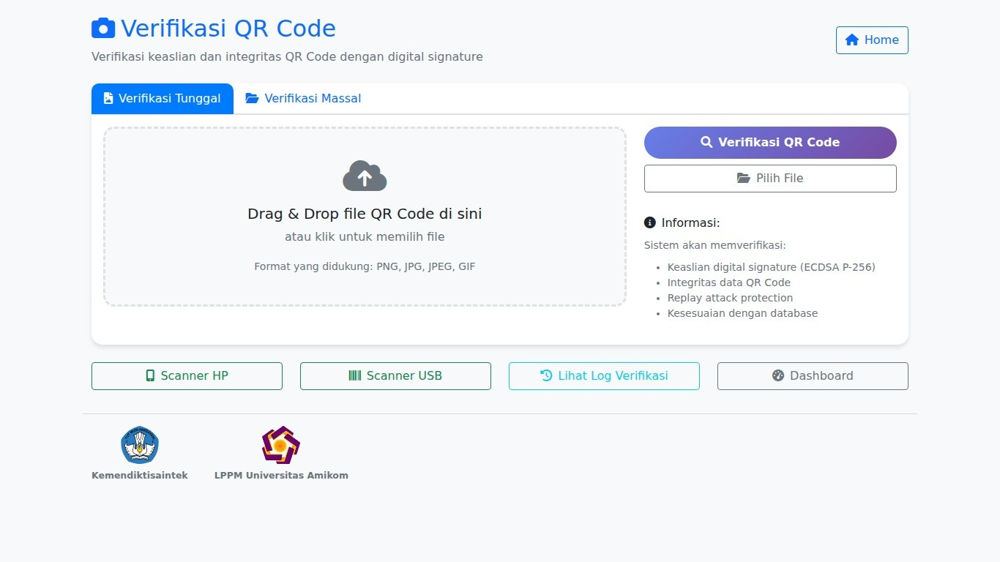 Verifikasi QR Code
Verifikasi keaslian dan integritas QR Code dengan digital signature
Home
Verifikasi Tunggal
Verifikasi Massal
Drag & Drop file QR Code di sini
atau klik untuk memilih file
Format yang didukung: PNG, JPG, JPEG, GIF
Verifikasi QR Code
Pilih File
Informasi:
Sistem akan memverifikasi:
Keaslian digital signature (ECDSA P-256)
Integritas data QR Code
Replay attack protection
Kesesuaian dengan database
Scanner HP
Scanner USB
Lihat Log Verifikasi
Dashboard
Kemendiktisaintek
LPPM Universitas Amikom